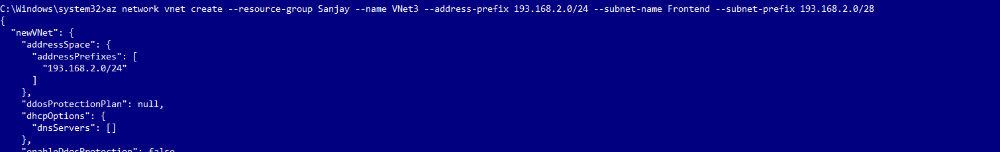 C:\Windows\system32>az network vnet create --resource-group Sanjay --name VNet3 --address-prefix 193.168.2.0/24 --subnet-name Frontend --subnet-prefix 193.168.2.0/28
{
  "newVNet": {
    "addressSpace": {
      "addressPrefixes": [
        "193.168.2.0/24"
      ]
    },
    "ddosProtectionPlan": null,
    "dhcpOptions": {
      "dnsServers": []
    },
    "enableDdosProtection": false